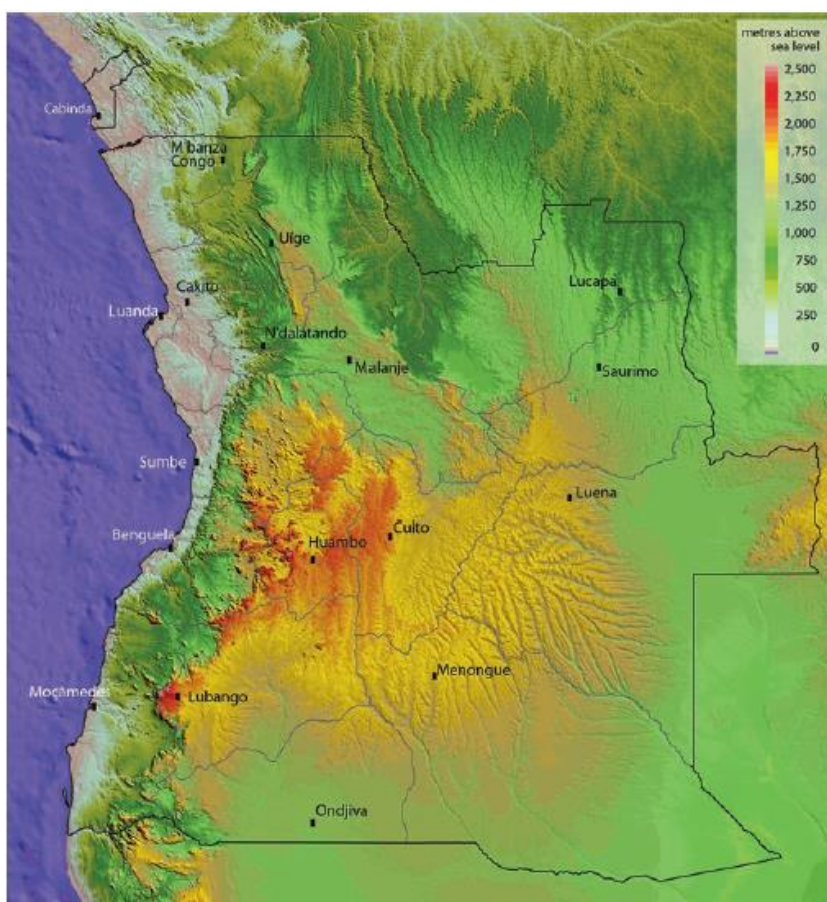 metres above
sea level
2,500
2,250
2,000
1,750
1,500
1,250
1,000
750
500
250
0
Cabinda
M'banza
Congo
Uíge
Caxito
Luanda
Lucapa
N'dalatando
Malanje
Saurimo
Sumbe
Luena
Benguela
Huambo
Cuito
Menongue
Moçâmedes
Lubango
Ondjiva